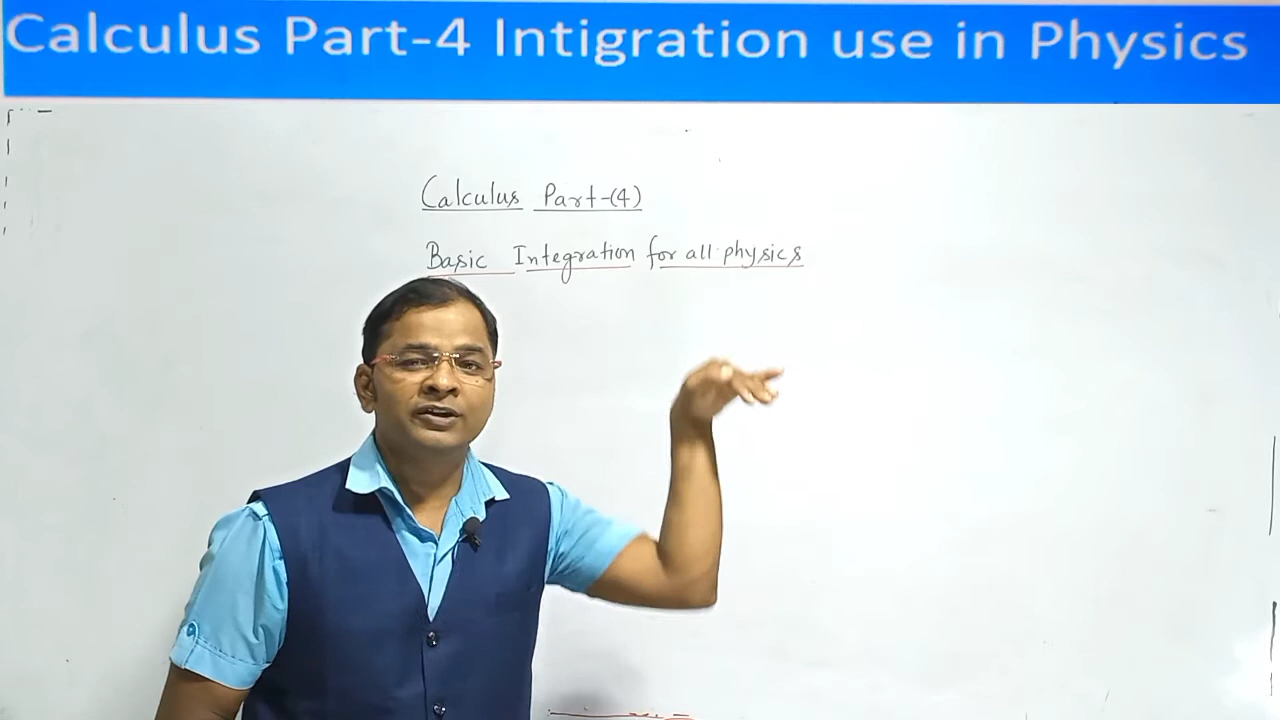 Calculus Part-4 Intigration use in Physics
Calculus Part-(4)
Basic Integration for all physics